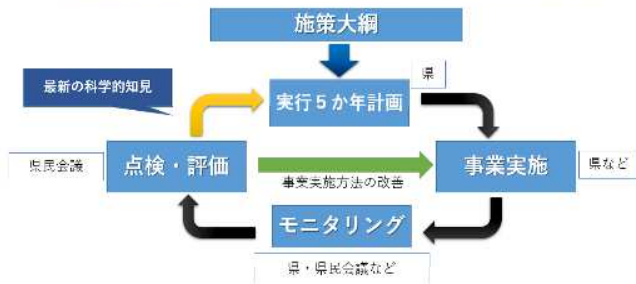 施策大綱
最新の科学的知見
実行5か年計画
県
県民会議
点検・評価
事業実施方法の改善
事業実施
県など
モニタリング
県・県民会議など